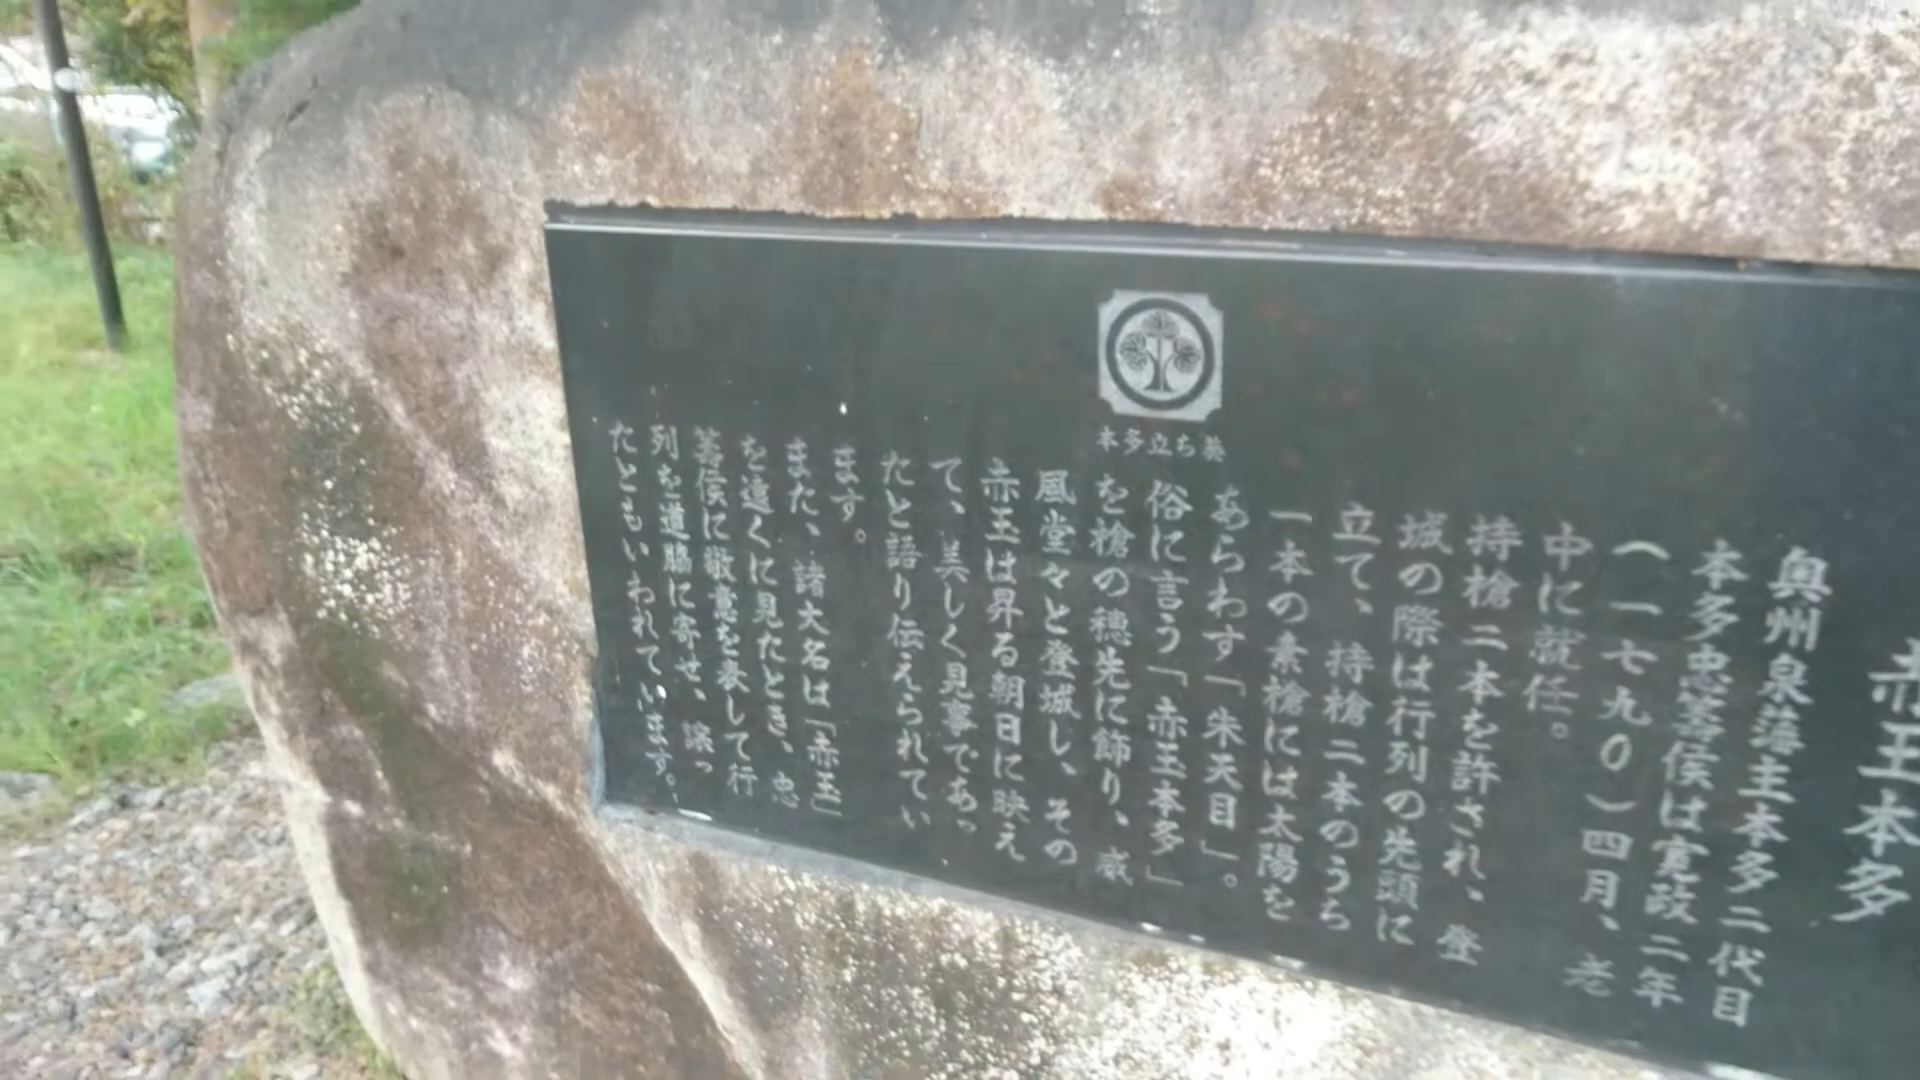 赤玉本多
奥州泉藩主本多二代目
本多忠籌侯は寛政二年
(一七九0)四月、老
中に就任。
持槍二本を許され、登
城の際は行列の先頭に
立て、持槍二本のうち
一本の素槍には太陽を
あらわす「朱天目」。
俗に言う「赤玉本多」
を槍の穂先に飾り、威
風堂々と登城し、その
赤玉は昇る朝日に映え
て、美しく見事であっ
たと語り伝えられてい
ます。
また、諸大名は「赤玉」
を遠くに見たとき、忠
籌侯に敬意を表して行
列を道脇に寄せ、譲っ
たともいわれています。
本多立ち葵